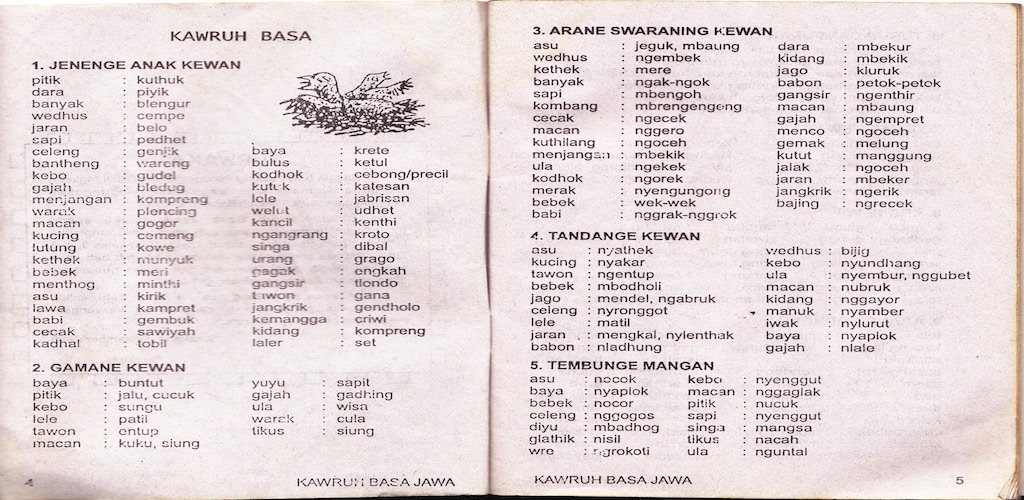 KAWRUH BASA
1. JENENGE ANAK KEWAN
pitik : kuthuk
dara : piyik
banyak : blengur
wedhus : cempe
jaran : belo
sapi : pedhet
celeng : genjik
bantheng : wareng
kebo : gudel
gajah : bledug
menjangan : kompreng
warak : plencing
macan : gogor
kucing : cemeng
lutung : kowe
kethek : munyuk
bebek : meri
menthog : minthi
asu : kirik
lawa : kampret
babi : gembuk
cecak : sawiyah
kadhal : tobil
baya : krete
bulus : ketul
kodhok : cebong/precil
kutuk : katesan
lele : jabrisan
welut : udhet
kancil : kenthi
ngangrang : kroto
singa : dibal
urang : grago
gagak : engkah
gangsir : tlondo
tawon : gana
jangkrik : gendholo
kemangga : criwi
kidang : kompreng
laler : set
2. GAMANE KEWAN
baya : buntut
pitik : jalu, cucuk
kebo : sungu
lele : patil
tawon : entup
macan : kuku, siung
yuyu : sapit
gajah : gadhing
ula : wisa
warak : cula
tikus : siung
4
KAWRUH BASA JAWA
3. ARANE SWARANING KEWAN
asu : jeguk, mbaung
wedhus : ngembek
kethek : mere
banyak : ngak-ngok
sapi : mbengoh
kombang : mbrengengeng
cecak : ngecek
macan : nggero
kuthilang : ngoceh
menjangan : mbekik
ula : ngekek
kodhok : ngorek
merak : nyengungong
bebek : wek-wek
babi : nggrak-nggrok
dara : mbekur
kidang : mbekik
jago : kluruk
babon : petok-petok
gangsir : ngenthir
macan : mbaung
gajah : ngempret
menco : ngoceh
gemak : melung
kutut : manggung
jalak : ngoceh
jaran : mbeker
jangkrik : ngerik
bajing : ngrecek
4. TANDANGE KEWAN
asu : nyathek
kucing : nyakar
tawon : ngentup
bebek : mbodholi
jago : mendel, ngabruk
celeng : nyronggot
lele : matil
jaran : mengkal, nylenthak
babon : nladhung
wedhus : bijig
kebo : nyundhang
ula : nyembur, nggubet
macan : nubruk
kidang : nggayor
manuk : nyamber
iwak : nylurut
baya : nyaplok
gajah : nlale
5. TEMBUNGE MANGAN
asu : nocok
baya : nyaplok
bebek : nocor
celeng : nggogos
diyu : mbadhog
glathik : nisil
wre : ngrokoti
kebo : nyenggut
macan : nggaglak
pitik : nucuk
sapi : nyenggut
singa : mangsa
tikus : nacah
ula : nguntal
KAWRUH BASA JAWA
5